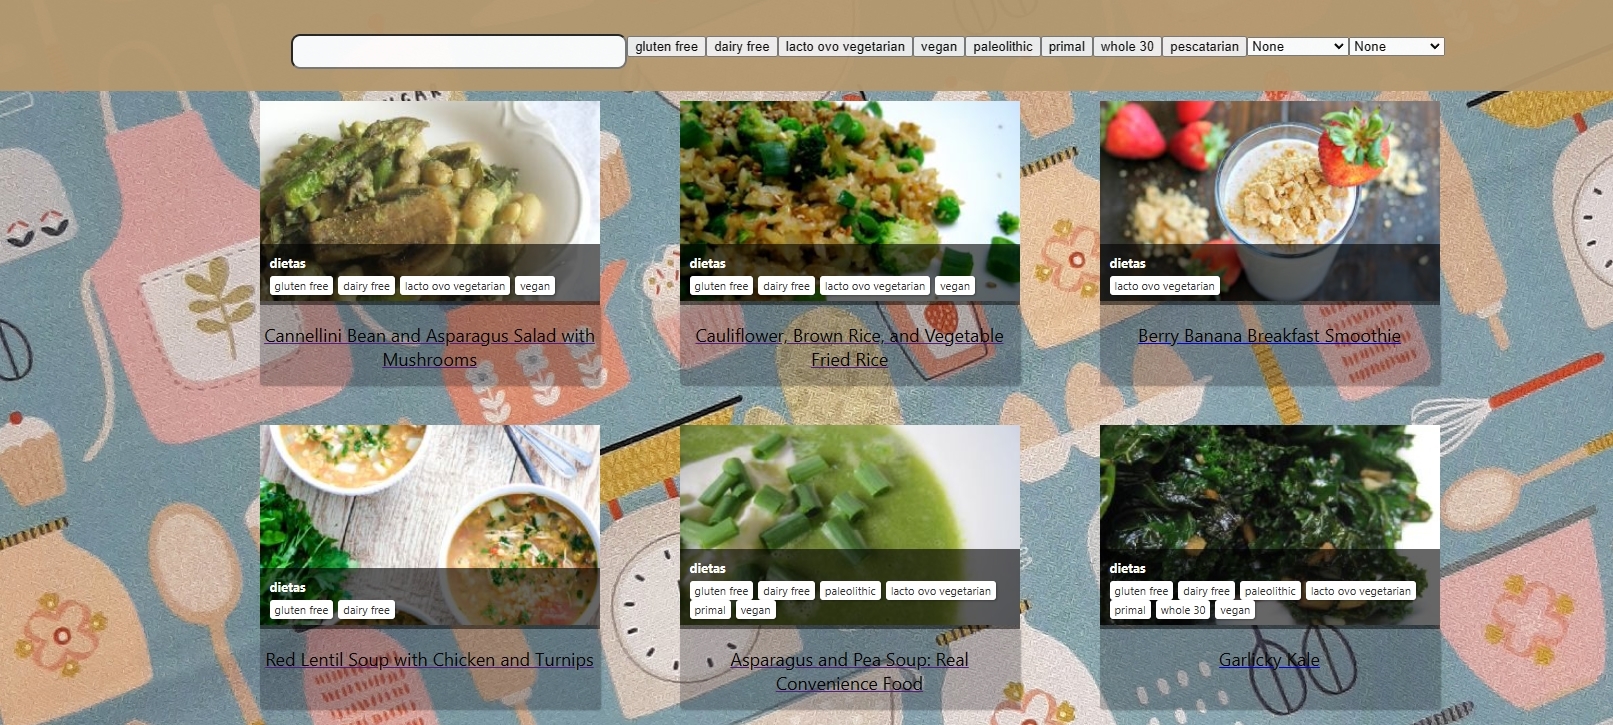 gluten free dairy free lacto ovo vegetarian vegan paleolithic primal whole 30 pescatarian None None
dietas
gluten free dairy free lacto ovo vegetarian vegan
Cannellini Bean and Asparagus Salad with
Mushrooms
dietas
gluten free dairy free lacto ovo vegetarian vegan
Cauliflower, Brown Rice, and Vegetable
Fried Rice
dietas
lacto ovo vegetarian
Berry Banana Breakfast Smoothie
dietas
gluten free dairy free
Red Lentil Soup with Chicken and Turnips
dietas
gluten free dairy free paleolithic lacto ovo vegetarian
primal vegan
Asparagus and Pea Soup: Real
Convenience Food
dietas
gluten free dairy free paleolithic lacto ovo vegetarian
primal whole 30 vegan
Garlicky Kale